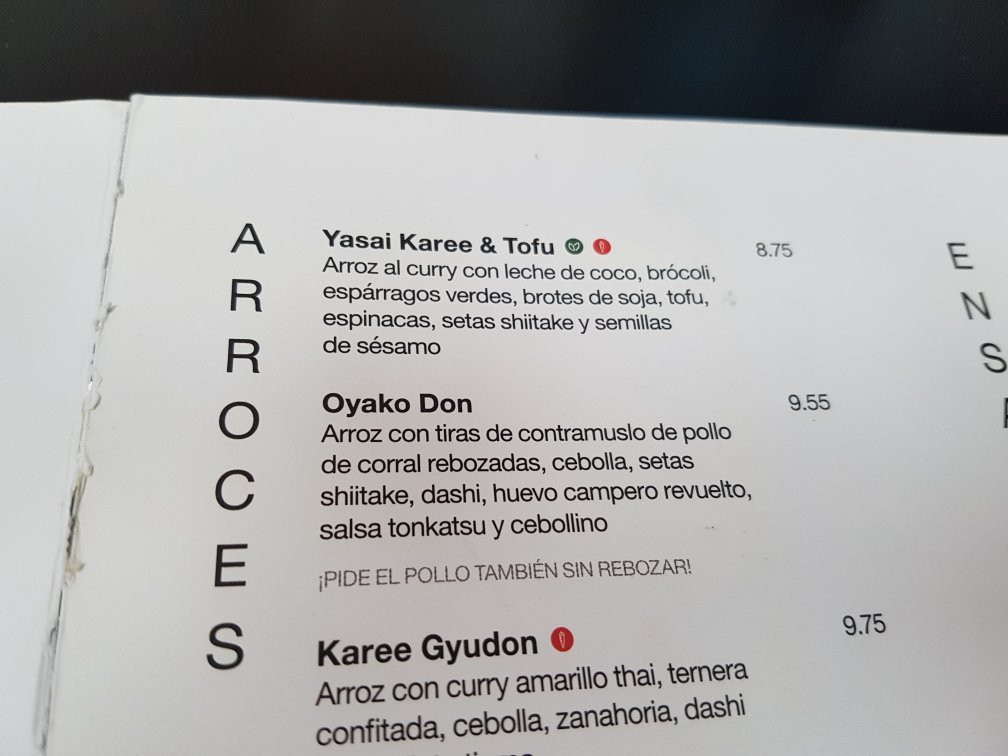 ARROCES
Yasai Karee & Tofu
8.75
Arroz al curry con leche de coco, brócoli,
espárragos verdes, brotes de soja, tofu,
espinacas, setas shiitake y semillas
de sésamo
Oyako Don
9.55
Arroz con tiras de contramuslo de pollo
de corral rebozadas, cebolla, setas
shiitake, dashi, huevo campero revuelto,
salsa tonkatsu y cebollino
¡PIDE EL POLLO TAMBIÉN SIN REBOZAR!
Karee Gyudon
9.75
Arroz con curry amarillo thai, ternera
confitada, cebolla, zanahoria, dashi
E
N
S